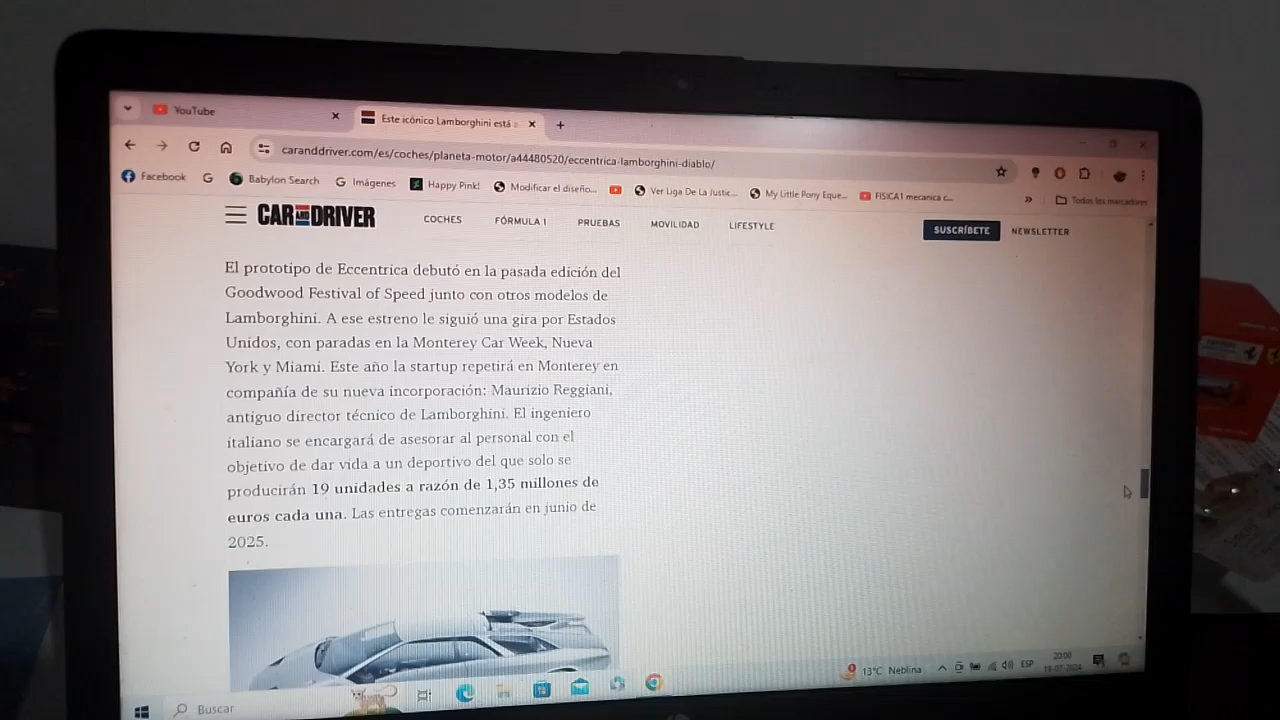 YouTube
Este icónico Lamborghini está
caranddriver.com/es/coches/planeta-motor/a44480520/eccentrica-lamborghini-diablo/
Facebook
Babylon Search
Imágenes
Happy Pink!
Modificar el diseño...
Ver Liga De La Justic...
My Little Pony Eque...
FISICA1 mecanica c...
»
Todos los marcadores
CAR AND DRIVER
COCHES
FÓRMULA 1
PRUEBAS
MOVILIDAD
LIFESTYLE
SUSCRÍBETE
NEWSLETTER
El prototipo de Eccentrica debutó en la pasada edición del
Goodwood Festival of Speed junto con otros modelos de
Lamborghini. A ese estreno le siguió una gira por Estados
Unidos, con paradas en la Monterey Car Week, Nueva
York y Miami. Este año la startup repetirá en Monterey en
compañía de su nueva incorporación: Maurizio Reggiani,
antiguo director técnico de Lamborghini. El ingeniero
italiano se encargará de asesorar al personal con el
objetivo de dar vida a un deportivo del que solo se
producirán 19 unidades a razón de 1,35 millones de
euros cada una. Las entregas comenzarán en junio de
2025.
Buscar
13°C Neblina
ESP
20:00